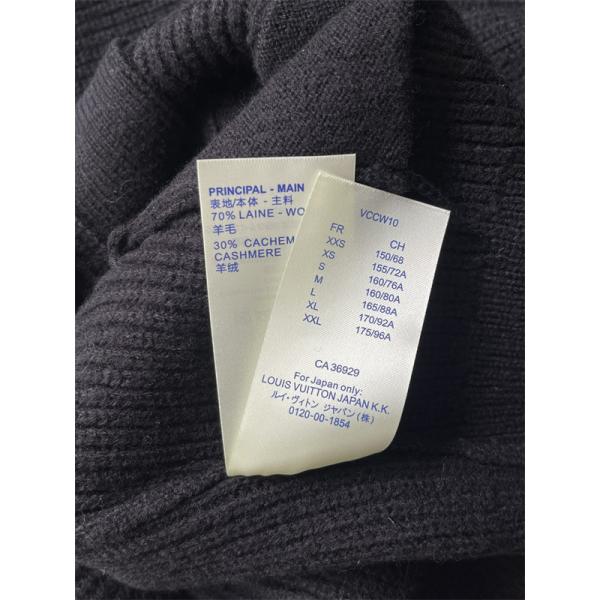 PRINCIPAL - MAIN
表地/本体 - 主料
70% LAINE - WO
羊毛
30% CACHEM
CASHMERE
羊绒
VCCW10
FR CH
XXS 150/68
XS 155/72A
S 160/76A
M 160/80A
L 165/88A
XL 170/92A
XXL 175/96A
CA 36929
For Japan only:
LOUIS VUITTON JAPAN K.K.
ルイ・ヴィトン ジャパン(株)
0120-00-1854